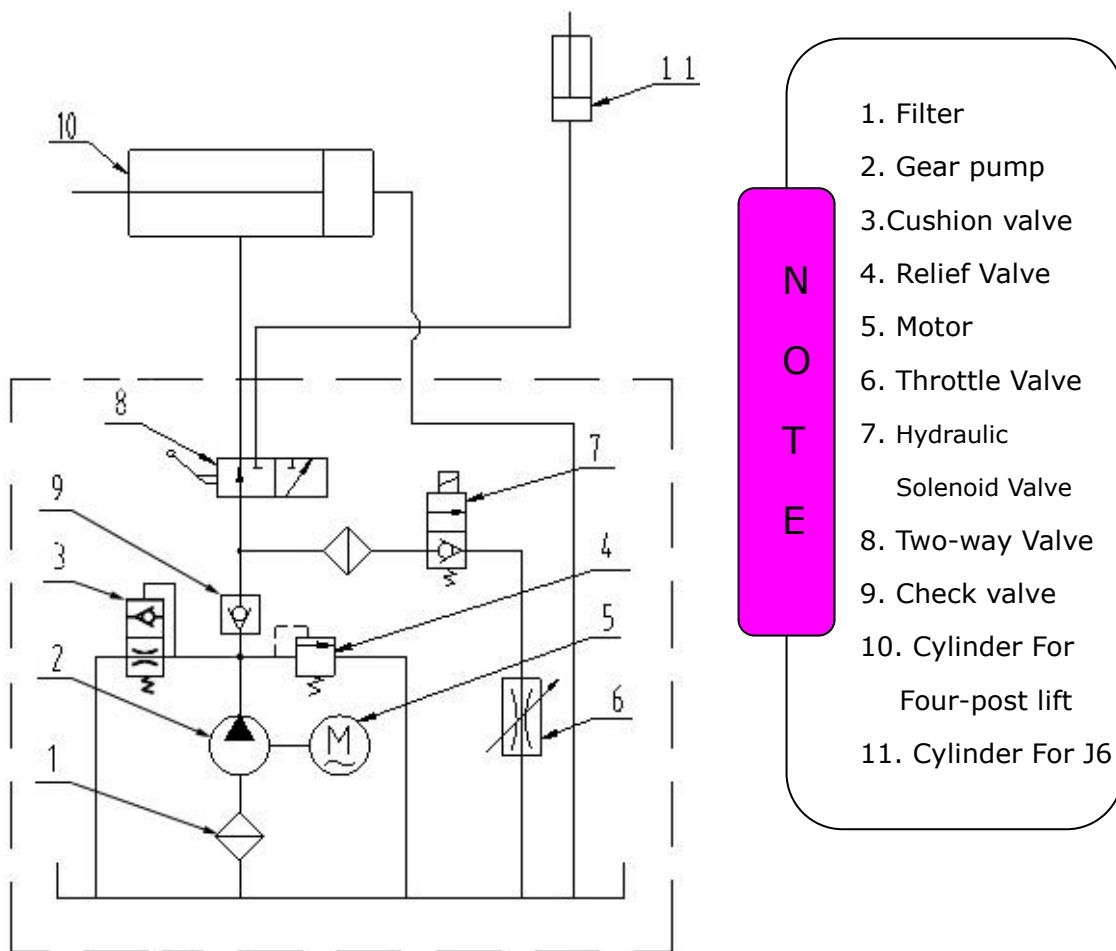 1 1
10
8
7
9
3
4
5
2
M
6
1
N
O
T
E
1. Filter
2. Gear pump
3.Cushion valve
4. Relief Valve
5. Motor
6. Throttle Valve
7. Hydraulic
Solenoid Valve
8. Two-way Valve
9. Check valve
10. Cylinder For
Four-post lift
11. Cylinder For J6